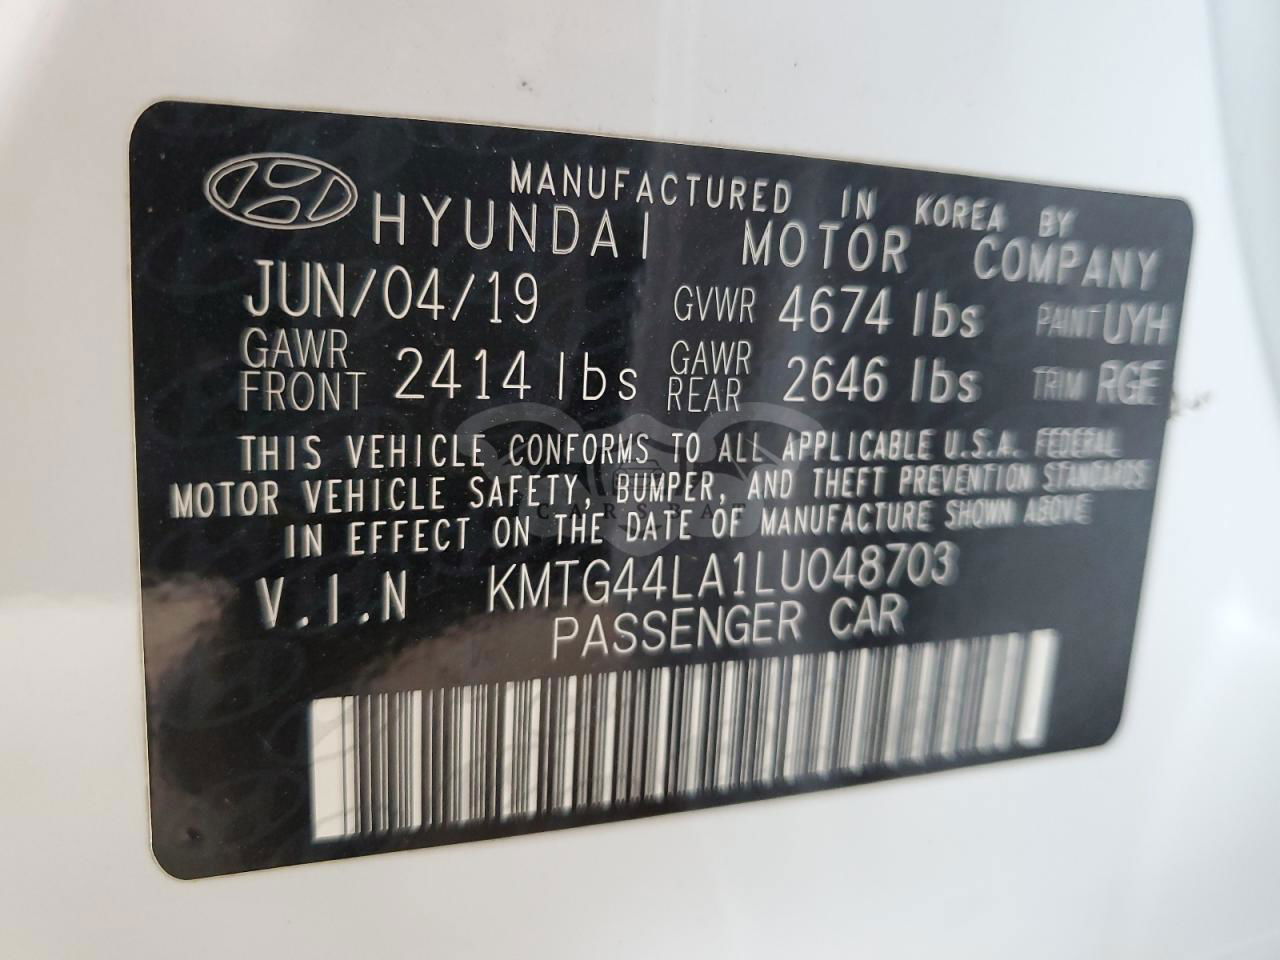 MANUFACTURED IN KOREA BY
HYUNDAI MOTOR COMPANY
JUN/04/19 GVWR 4674 lbs PAINT UYH
GAWR FRONT 2414 lbs GAWR REAR 2646 lbs TRIM RGE
THIS VEHICLE CONFORMS TO ALL APPLICABLE U.S.A. FEDERAL
MOTOR VEHICLE SAFETY, BUMPER, AND THEFT PREVENTION STANDARDS
IN EFFECT ON THE DATE OF MANUFACTURE SHOWN ABOVE
V.I.N KMTG44LA1LU048703
PASSENGER CAR
CARSBAT